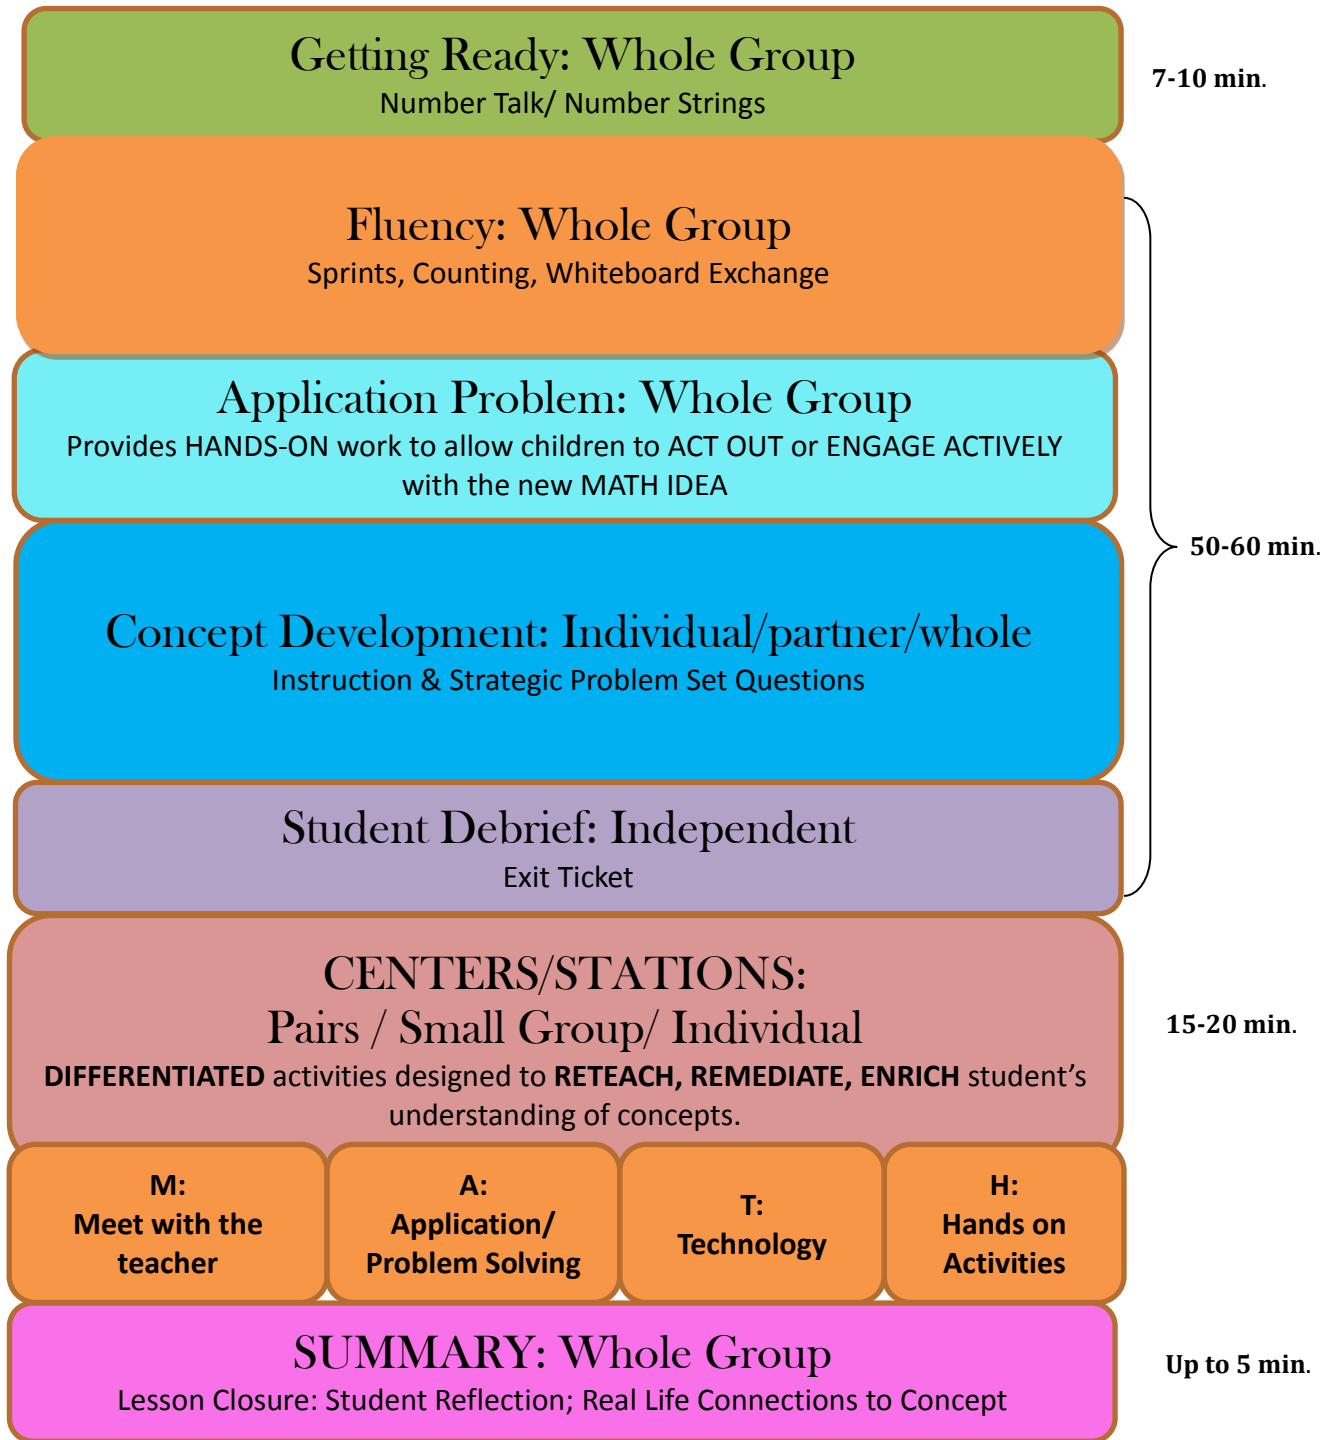 Getting Ready: Whole Group
Number Talk/ Number Strings
7-10 min.
Fluency: Whole Group
Sprints, Counting, Whiteboard Exchange
Application Problem: Whole Group
Provides HANDS-ON work to allow children to ACT OUT or ENGAGE ACTIVELY
with the new MATH IDEA
50-60 min.
Concept Development: Individual/partner/whole
Instruction & Strategic Problem Set Questions
Student Debrief: Independent
Exit Ticket
CENTERS/STATIONS:
Pairs / Small Group/ Individual
15-20 min.
DIFFERENTIATED activities designed to RETEACH, REMEDIATE, ENRICH student’s
understanding of concepts.
M:
Meet with the
teacher
A:
Application/
Problem Solving
T:
Technology
H:
Hands on
Activities
SUMMARY: Whole Group
Lesson Closure: Student Reflection; Real Life Connections to Concept
Up to 5 min.